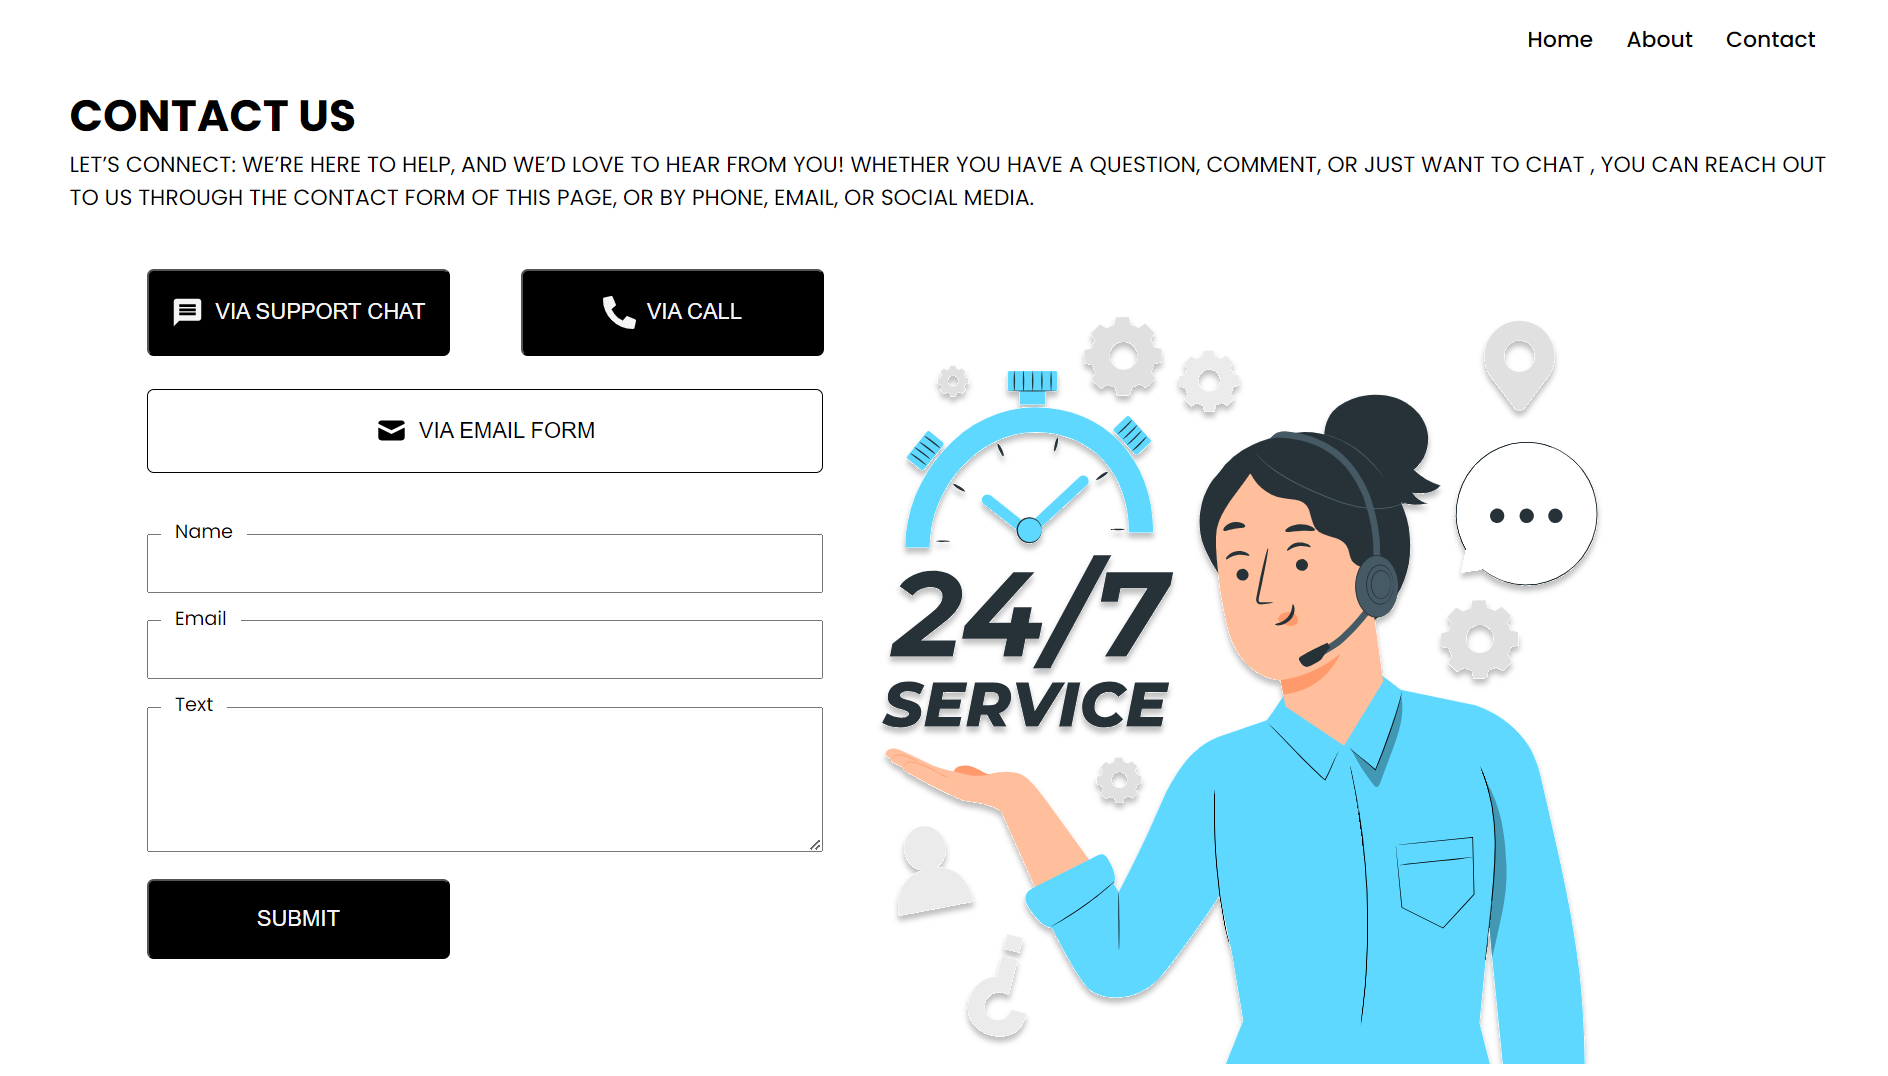 Home About Contact
CONTACT US
LET’S CONNECT: WE’RE HERE TO HELP, AND WE’D LOVE TO HEAR FROM YOU! WHETHER YOU HAVE A QUESTION, COMMENT, OR JUST WANT TO CHAT , YOU CAN REACH OUT
TO US THROUGH THE CONTACT FORM OF THIS PAGE, OR BY PHONE, EMAIL, OR SOCIAL MEDIA.
VIA SUPPORT CHAT
VIA CALL
VIA EMAIL FORM
Name
Email
Text
SUBMIT
24/7
SERVICE